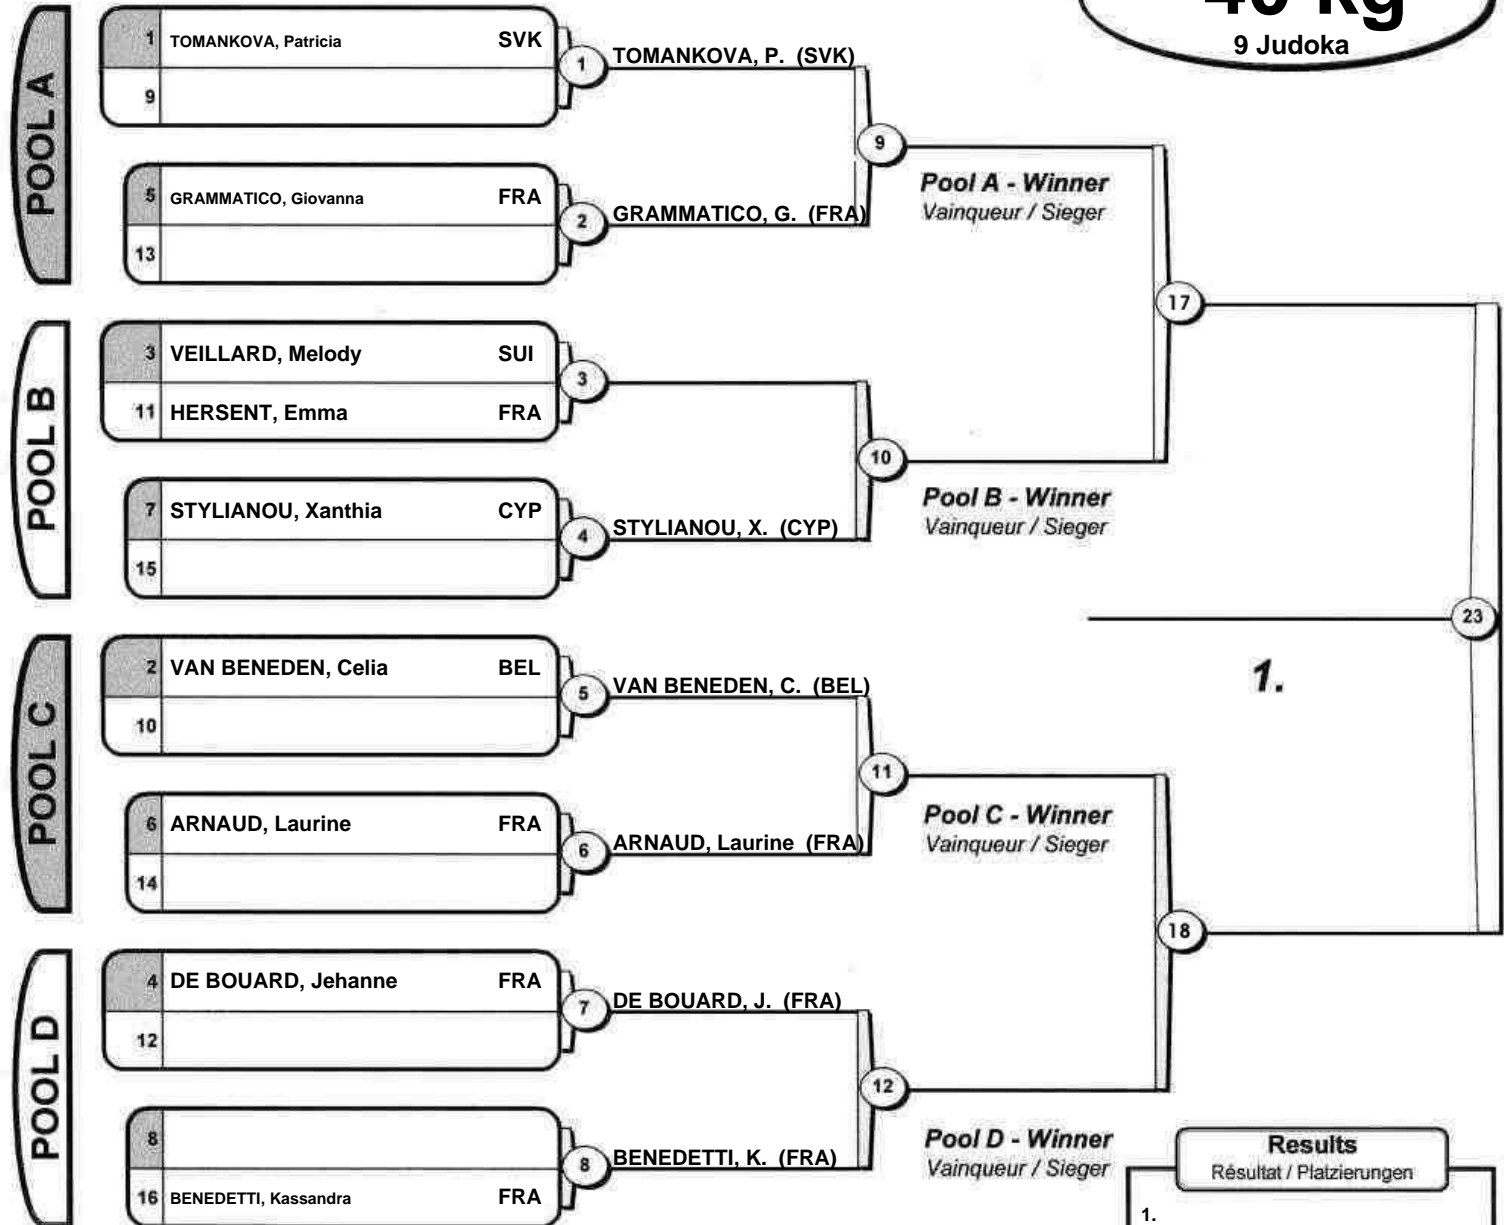 40 kg
9 Judoka
POOL A
1 TOMANKOVA, Patricia SVK
9
1
TOMANKOVA, P. (SVK)
5 GRAMMATICO, Giovanna FRA
13
2
GRAMMATICO, G. (FRA)
9
Pool A - Winner
Vainqueur / Sieger
POOL B
3 VEILLARD, Melody SUI
11 HERSENT, Emma FRA
3
7 STYLIANOU, Xanthia CYP
15
4
STYLIANOU, X. (CYP)
10
Pool B - Winner
Vainqueur / Sieger
17
POOL C
2 VAN BENEDEN, Celia BEL
10
5
VAN BENEDEN, C. (BEL)
6 ARNAUD, Laurine FRA
14
6
ARNAUD, Laurine (FRA)
11
Pool C - Winner
Vainqueur / Sieger
POOL D
4 DE BOUARD, Jehanne FRA
12
7
DE BOUARD, J. (FRA)
8
16 BENEDETTI, Kassandra FRA
8
BENEDETTI, K. (FRA)
12
Pool D - Winner
Vainqueur / Sieger
18
23
1.
Results
Résultat / Platzierungen
1.